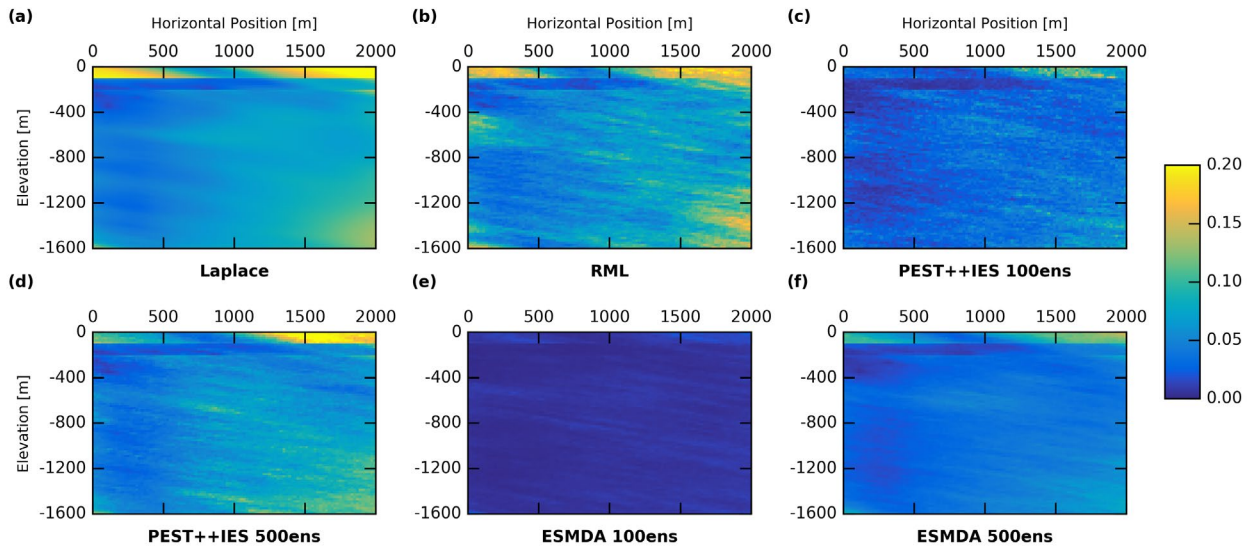 (a)
Horizontal Position [m]
0 500 1000 1500 2000
0
-400
-800
-1200
-1600
Elevation [m]
Laplace
(b)
Horizontal Position [m]
0 500 1000 1500 2000
0
-400
-800
-1200
-1600
RML
(c)
Horizontal Position [m]
0 500 1000 1500 2000
0
-400
-800
-1200
-1600
PEST++IES 100ens
0.20
0.15
0.10
0.05
0.00
(d)
0 500 1000 1500 2000
0
-400
-800
-1200
-1600
Elevation [m]
PEST++IES 500ens
(e)
0 500 1000 1500 2000
0
-400
-800
-1200
-1600
ESMDA 100ens
(f)
0 500 1000 1500 2000
0
-400
-800
-1200
-1600
ESMDA 500ens